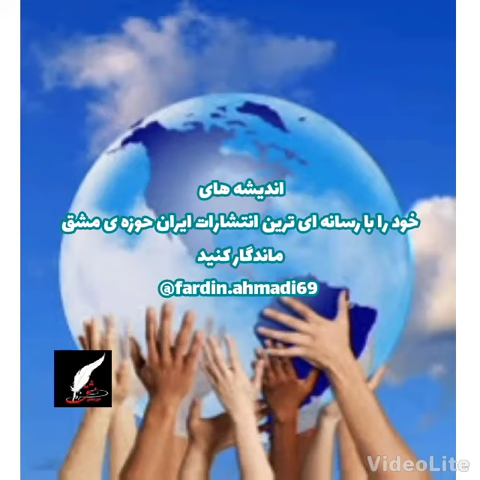 اندیشه های
خود را با رسانه ای ترین انتشارات ایران حوزه ی مشق
ماندگار کنید
@fardin.ahmadi69
VideoLite